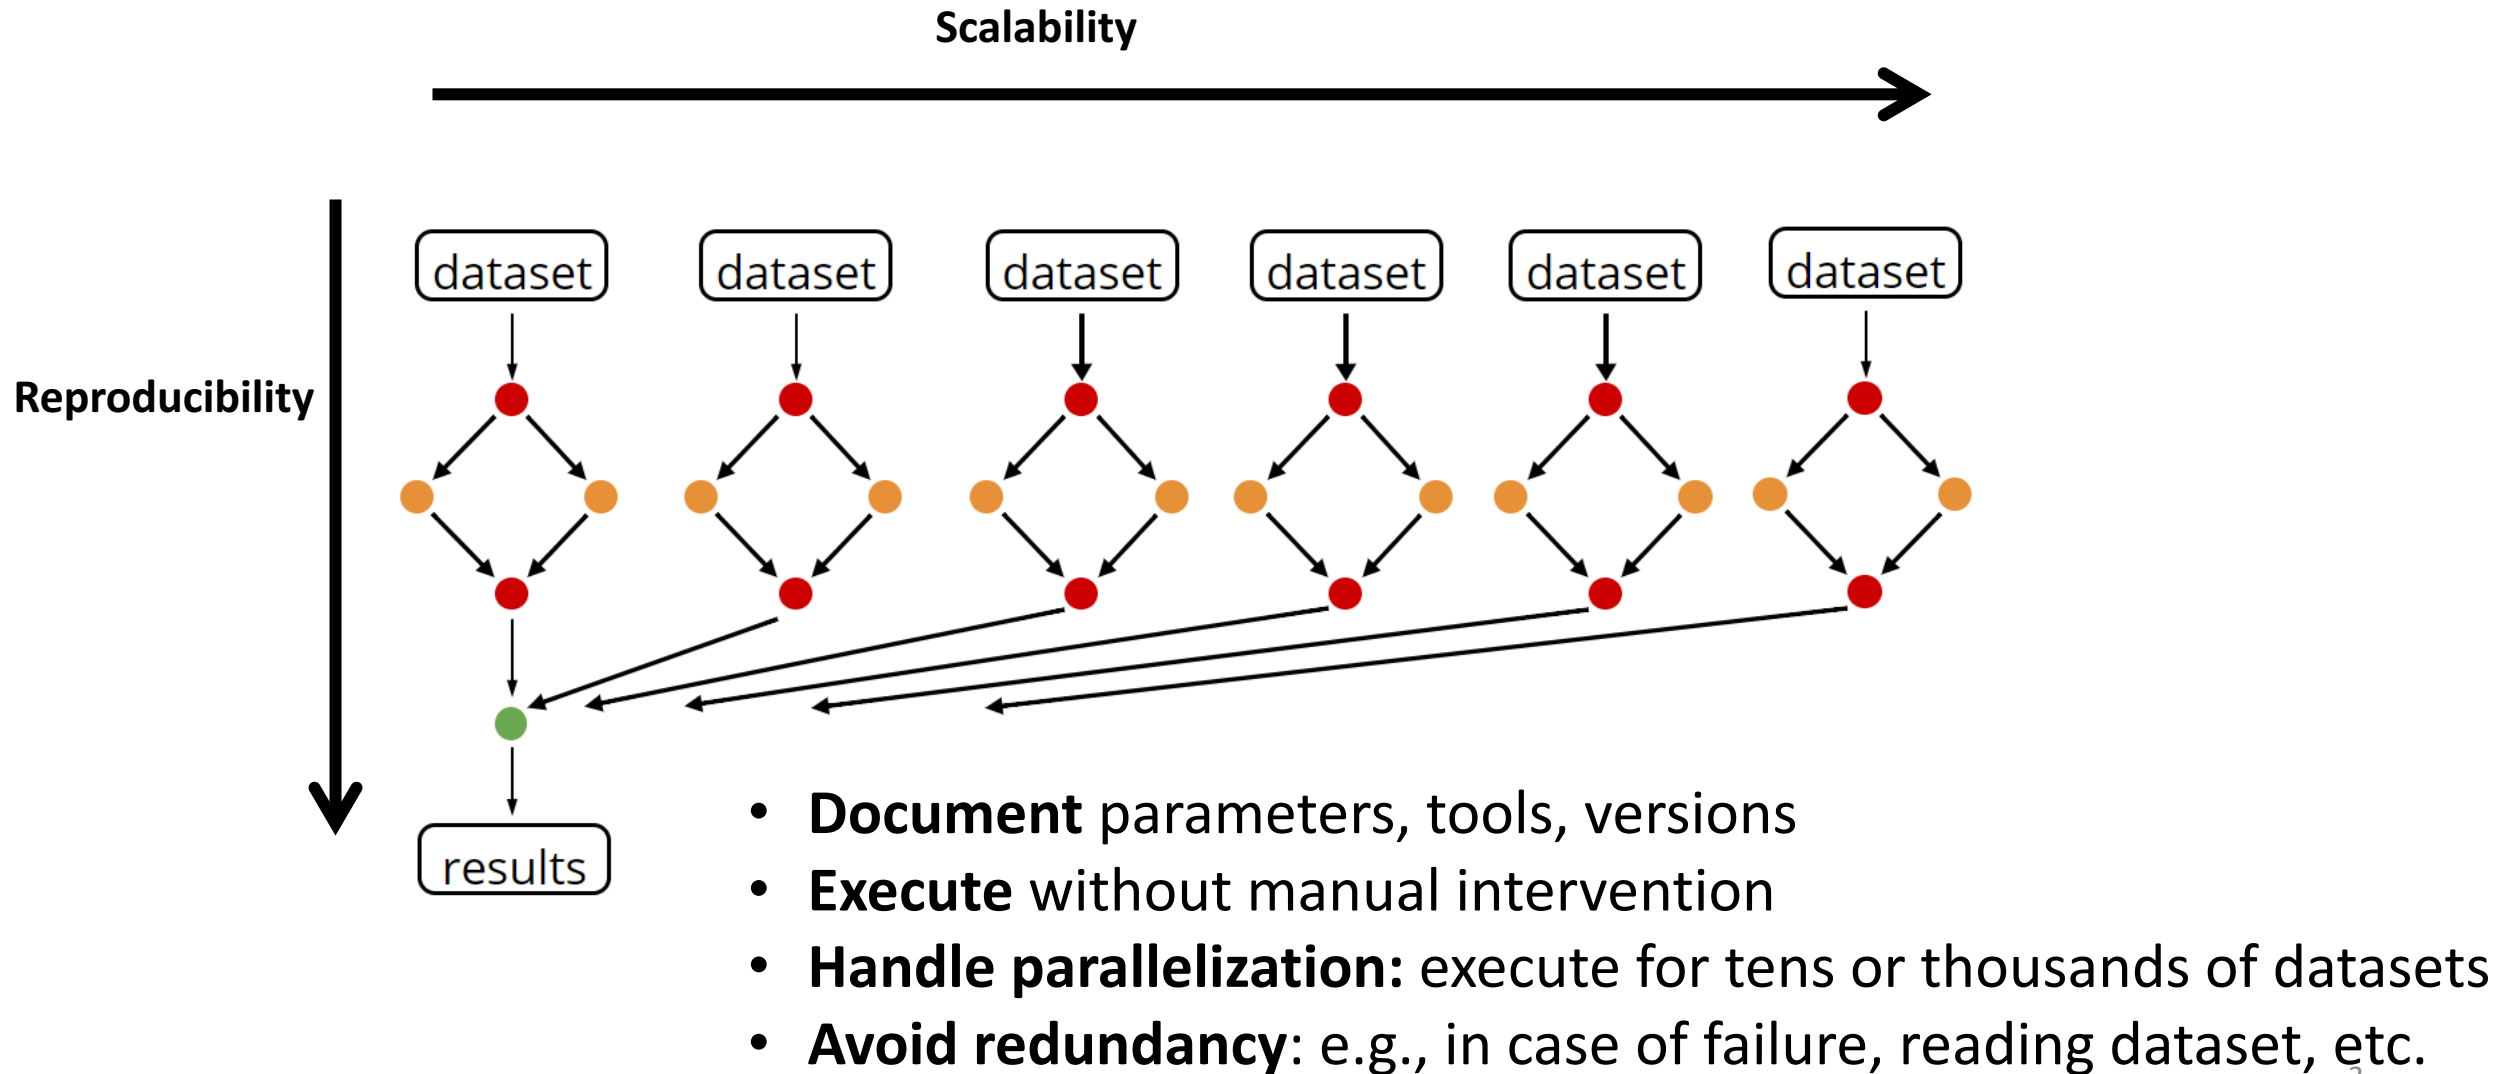 Scalability
dataset dataset dataset dataset dataset dataset
Reproducibility
results
• Document parameters, tools, versions
• Execute without manual intervention
• Handle parallelization: execute for tens or thousands of datasets
• Avoid redundancy: e.g., in case of failure, reading dataset, etc.